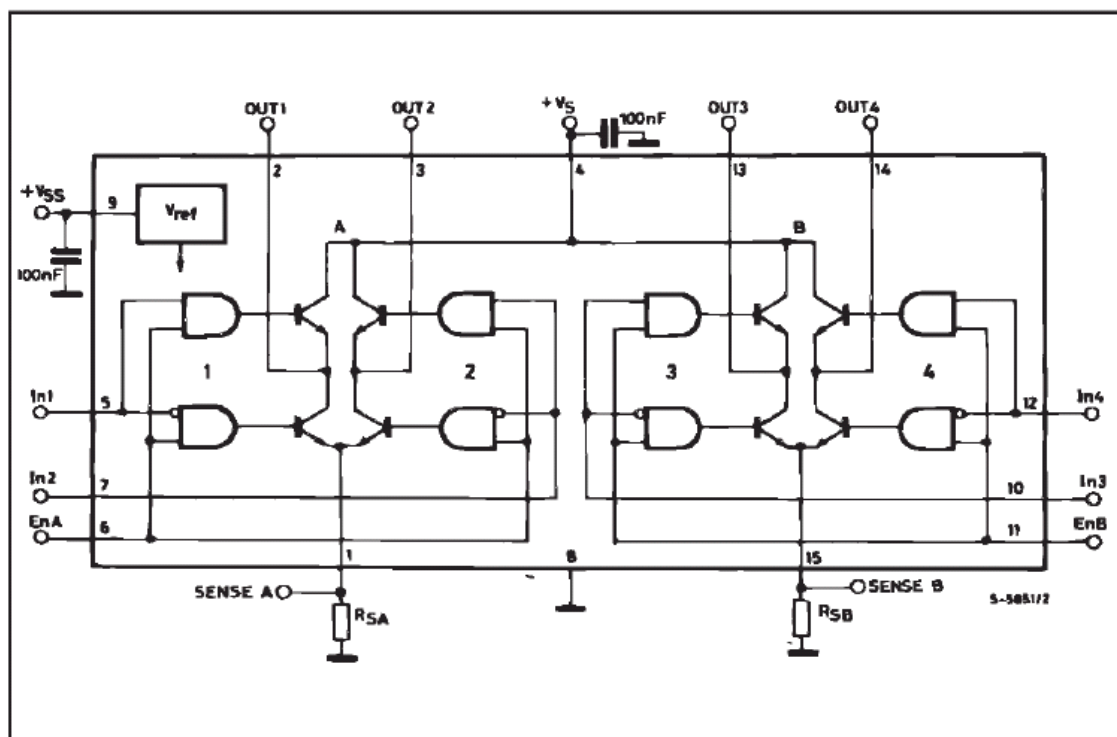 OUT1 OUT2 +VS 100nF OUT3 OUT4
2 3 4 13 14
+VSS 9 Vref A B
100nF
1 2 3 4
In1 5 12 In4
In2 7 10 In3
EnA 6 11 EnB
1 8 15
SENSE A SENSE B S-5851/2
RSA RSB